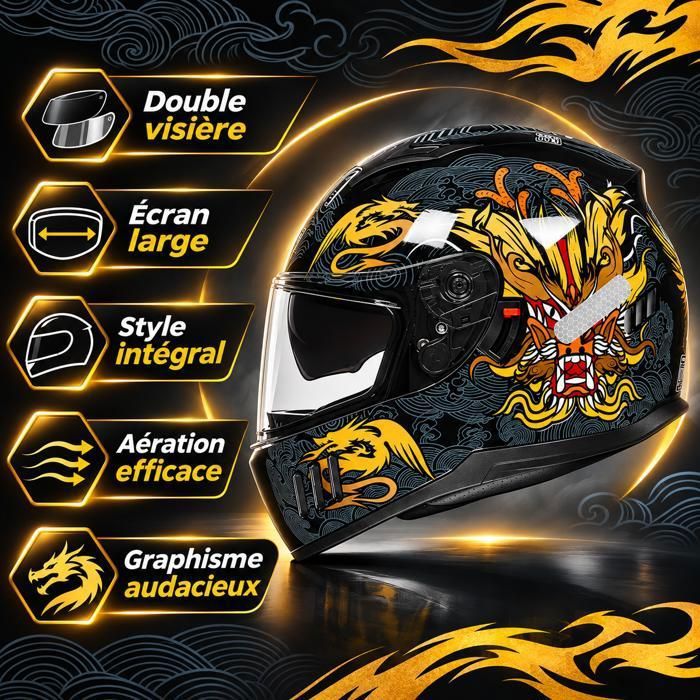 Double
visière
Écran
large
Style
intégral
Aération
efficace
Graphisme
audacieux